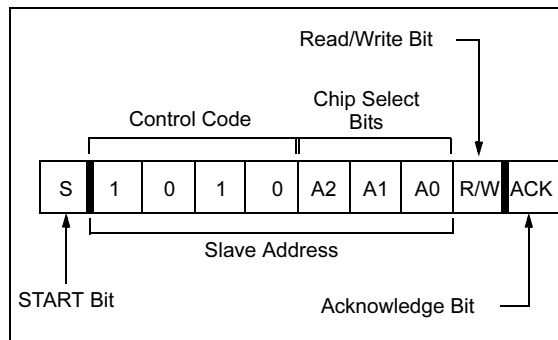 Read/Write Bit
Chip Select
Bits
Control Code
S 1 0 1 0 A2 A1 A0 R/W ACK
Slave Address
START Bit
Acknowledge Bit